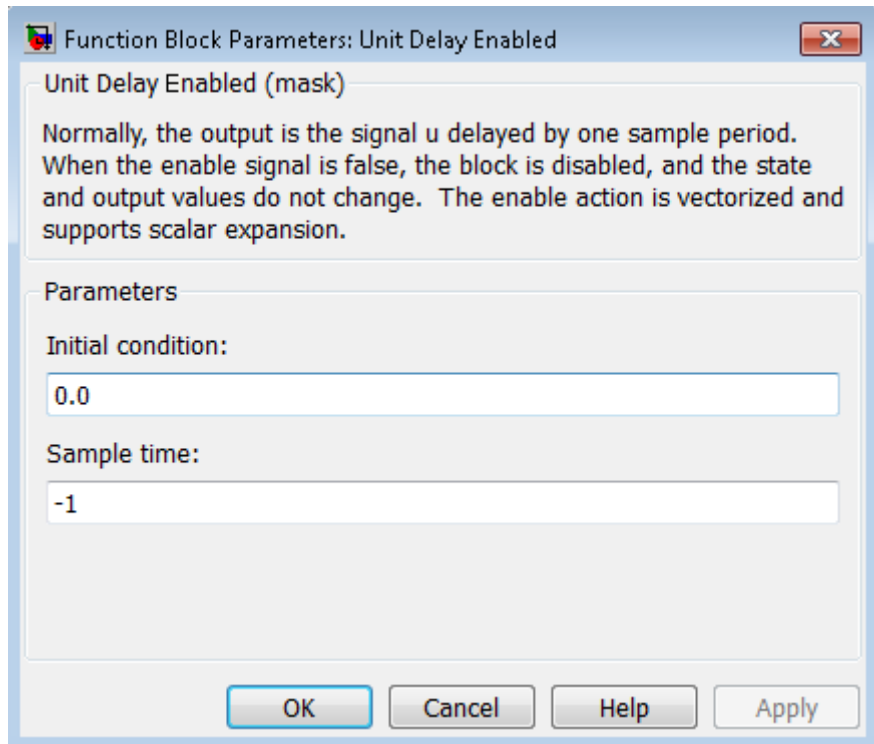 Function Block Parameters: Unit Delay Enabled
Unit Delay Enabled (mask)
Normally, the output is the signal u delayed by one sample period.
When the enable signal is false, the block is disabled, and the state
and output values do not change.  The enable action is vectorized and
supports scalar expansion.
Parameters
Initial condition:
0.0
Sample time:
-1
OK Cancel Help Apply